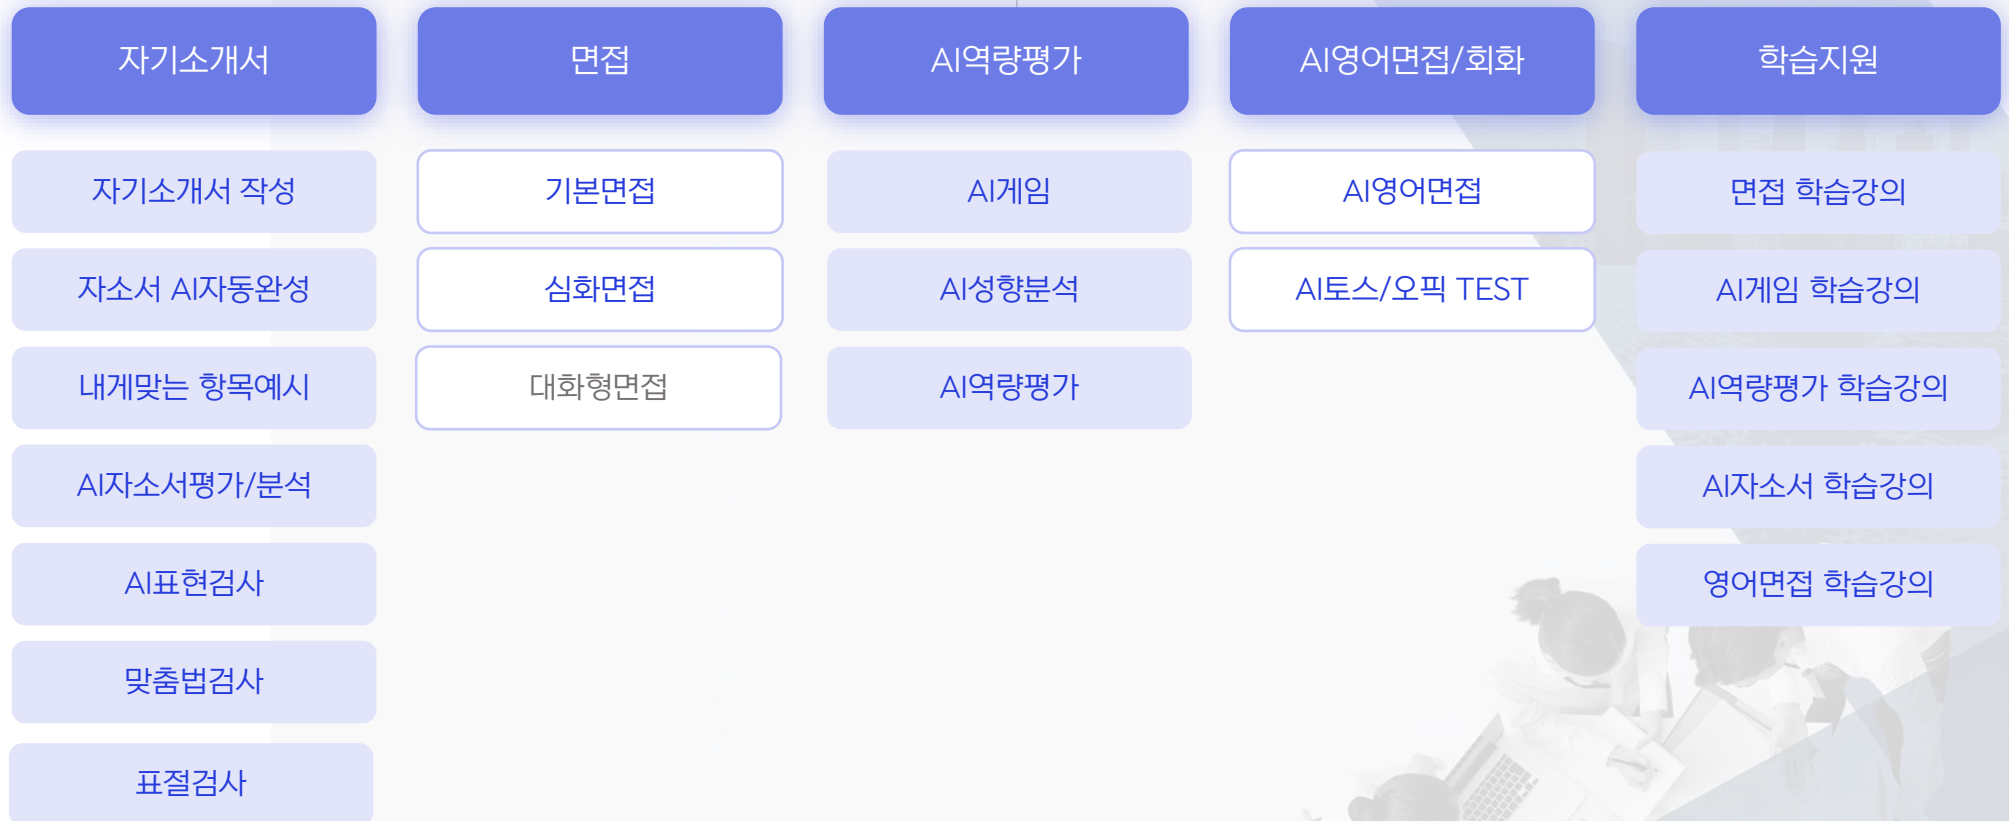 자기소개서
자기소개서 작성
자소서 AI자동완성
내게맞는 항목예시
AI자소서평가/분석
AI표현검사
맞춤법검사
표절검사
면접
기본면접
심화면접
대화형면접
AI역량평가
AI게임
AI성향분석
AI역량평가
AI영어면접/회화
AI영어면접
AI토스/오픽 TEST
학습지원
면접 학습강의
AI게임 학습강의
AI역량평가 학습강의
AI자소서 학습강의
영어면접 학습강의